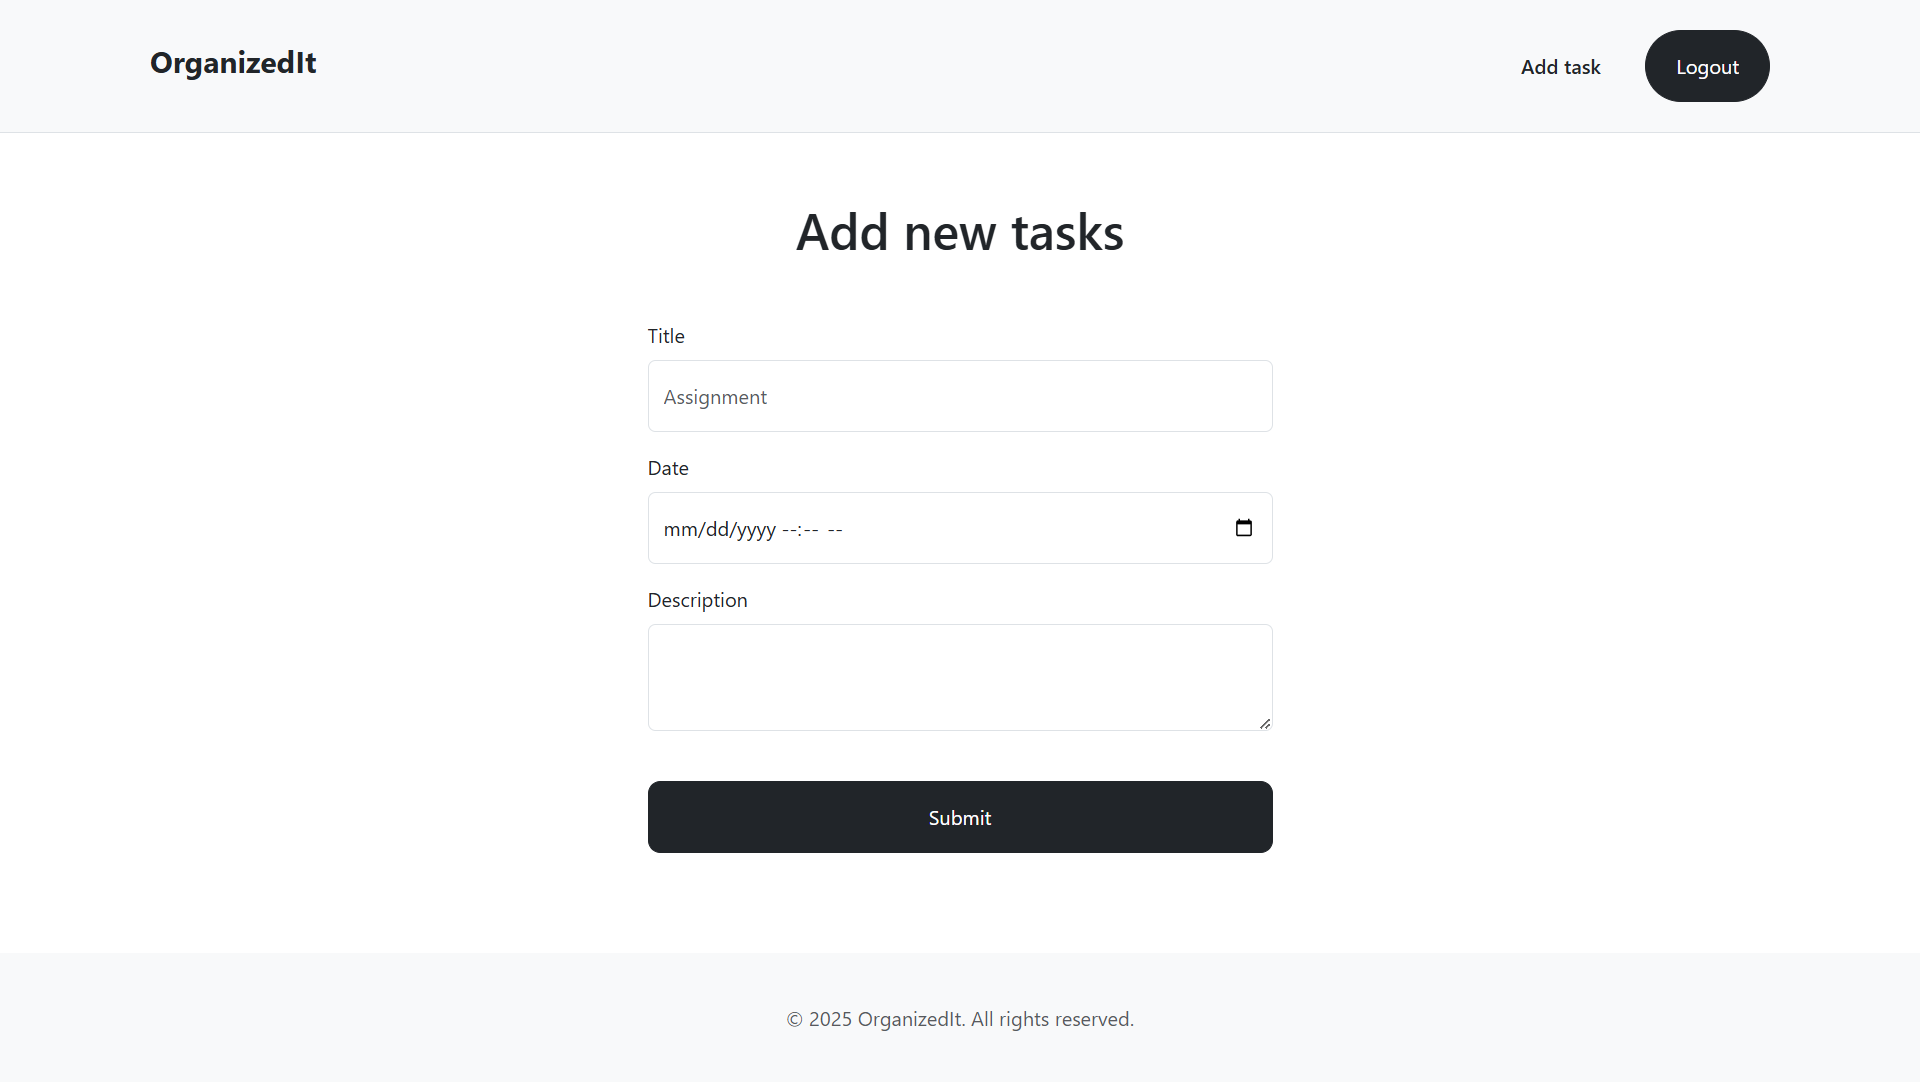 OrganizedIt
Add task
Logout
Add new tasks
Title
Assignment
Date
mm/dd/yyyy --:-- --
Description
Submit
© 2025 OrganizedIt. All rights reserved.